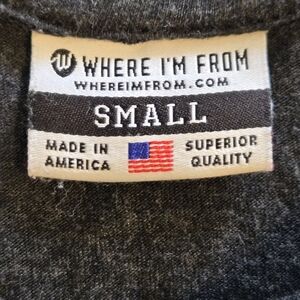 W WHERE I'M FROM
WHEREIMFROM.COM
SMALL
MADE IN SUPERIOR
AMERICA QUALITY